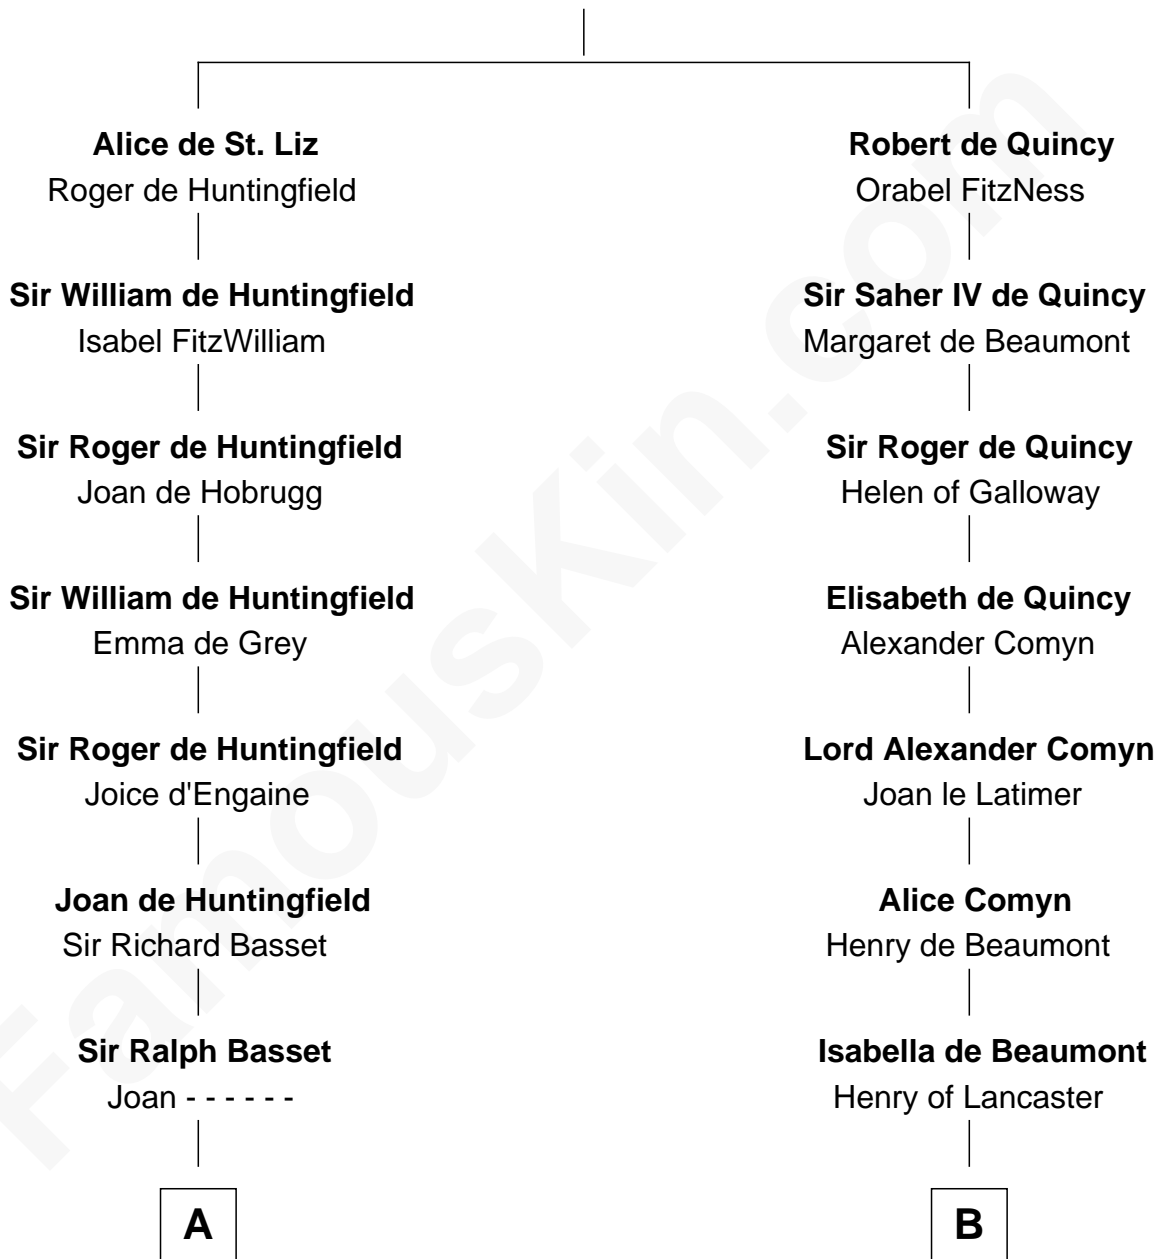 Alice de St. Liz
Roger de Huntingfield
Sir William de Huntingfield
Isabel FitzWilliam
Sir Roger de Huntingfield
Joan de Hobrugg
Sir William de Huntingfield
Emma de Grey
Sir Roger de Huntingfield
Joice d'Engaine
Joan de Huntingfield
Sir Richard Basset
Sir Ralph Basset
Joan - - - - - -
A
Robert de Quincy
Orabel FitzNess
Sir Saher IV de Quincy
Margaret de Beaumont
Sir Roger de Quincy
Helen of Galloway
Elisabeth de Quincy
Alexander Comyn
Lord Alexander Comyn
Joan le Latimer
Alice Comyn
Henry de Beaumont
Isabella de Beaumont
Henry of Lancaster
B
FamousKin.com